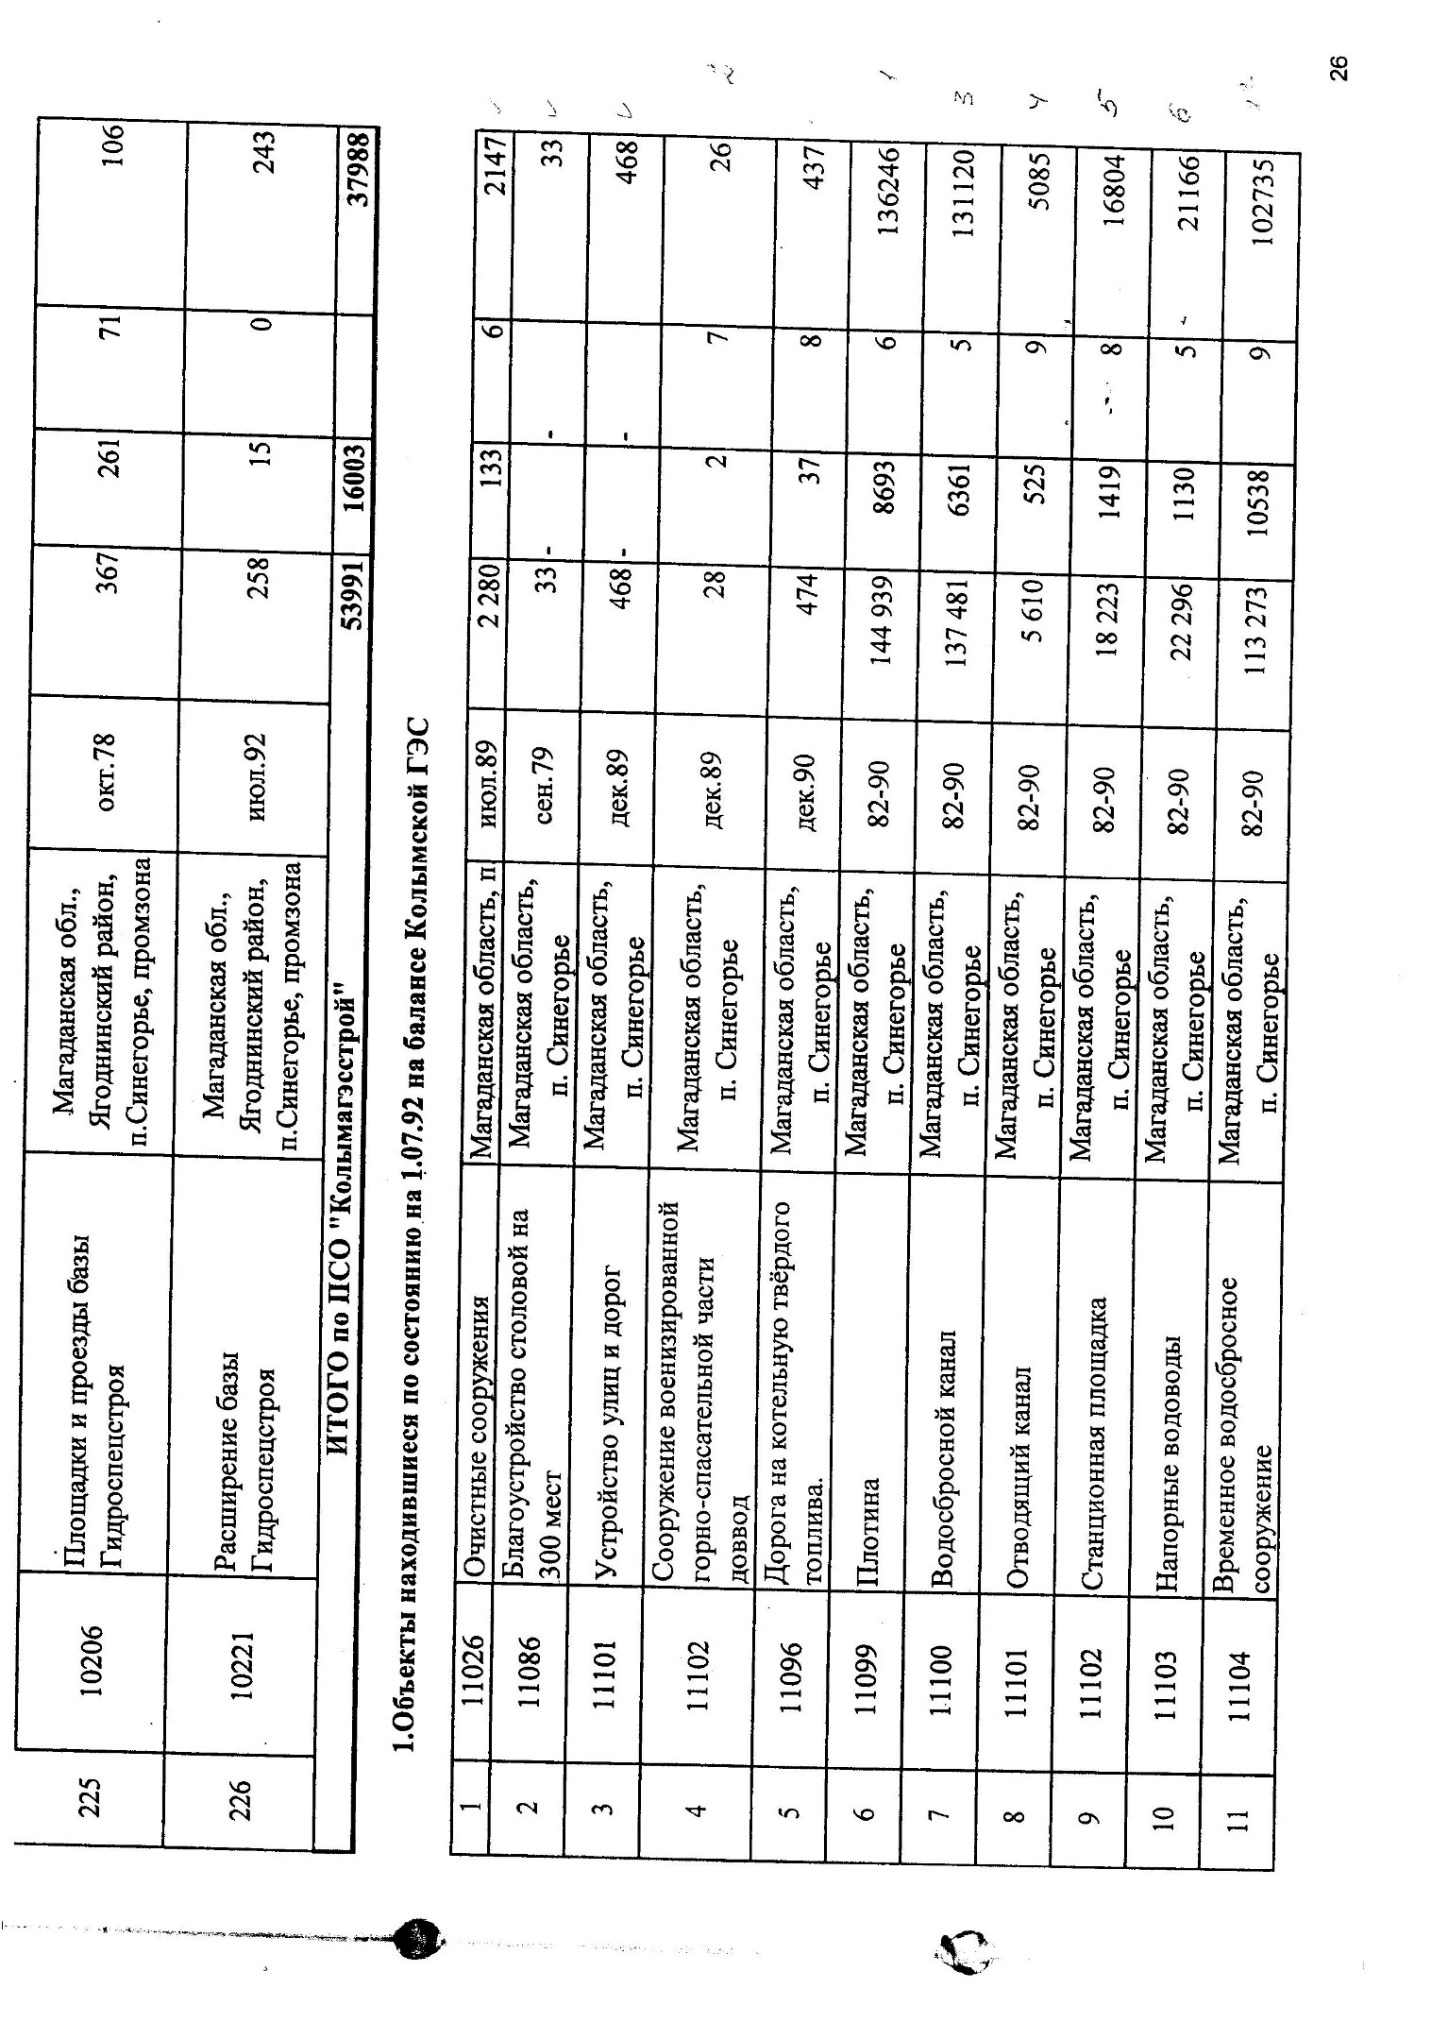 225 10206 Площадки и проезды базы Гидроспецстроя Магаданская обл., Ягоднинский район, п.Синегорье, промзона окт.78 367 261 71 106
226 10221 Расширение базы Гидроспецстроя Магаданская обл., Ягоднинский район, п.Синегорье, промзона июл.92 258 15 0 243
ИТОГО по ПСО "Колымагэсстрой" 53991 16003 37988
1.Объекты находившиеся по состоянию на 1.07.92 на балансе Колымской ГЭС
1 11026 Очистные сооружения Магаданская область, п июл.89 2 280 133 6 2147
2 11086 Благоустройство столовой на 300 мест Магаданская область, п. Синегорье сен.79 33 - - 33
3 11101 Устройство улиц и дорог Магаданская область, п. Синегорье дек.89 468 - - 468
4 11102 Сооружение военизированной горно-спасательной части доввод Магаданская область, п. Синегорье дек.89 28 2 7 26
5 11096 Дорога на котельную твёрдого топлива. Магаданская область, п. Синегорье дек.90 474 37 8 437
6 11099 Плотина Магаданская область, п. Синегорье 82-90 144 939 8693 6 136246 1
7 11100 Водосбросной канал Магаданская область, п. Синегорье 82-90 137 481 6361 5 131120 3
8 11101 Отводящий канал Магаданская область, п. Синегорье 82-90 5 610 525 9 5085 4
9 11102 Станционная площадка Магаданская область, п. Синегорье 82-90 18 223 1419 8 16804 5
10 11103 Напорные водоводы Магаданская область, п. Синегорье 82-90 22 296 1130 5 21166 6
11 11104 Временное водосбросное сооружение Магаданская область, п. Синегорье 82-90 113 273 10538 9 102735
26